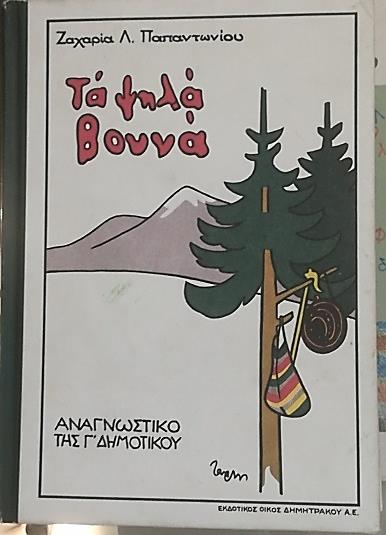 Ζαχαρία Λ. Παπαντωνίου
Τά ψηλά
Βουνά
ΑΝΑΓΝΩΣΤΙΚΟ
ΤΗΣ Γ΄ ΔΗΜΟΤΙΚΟΥ
ΕΚΔΟΤΙΚΟΣ ΟΙΚΟΣ ΔΗΜΗΤΡΑΚΟΥ Α.Ε.